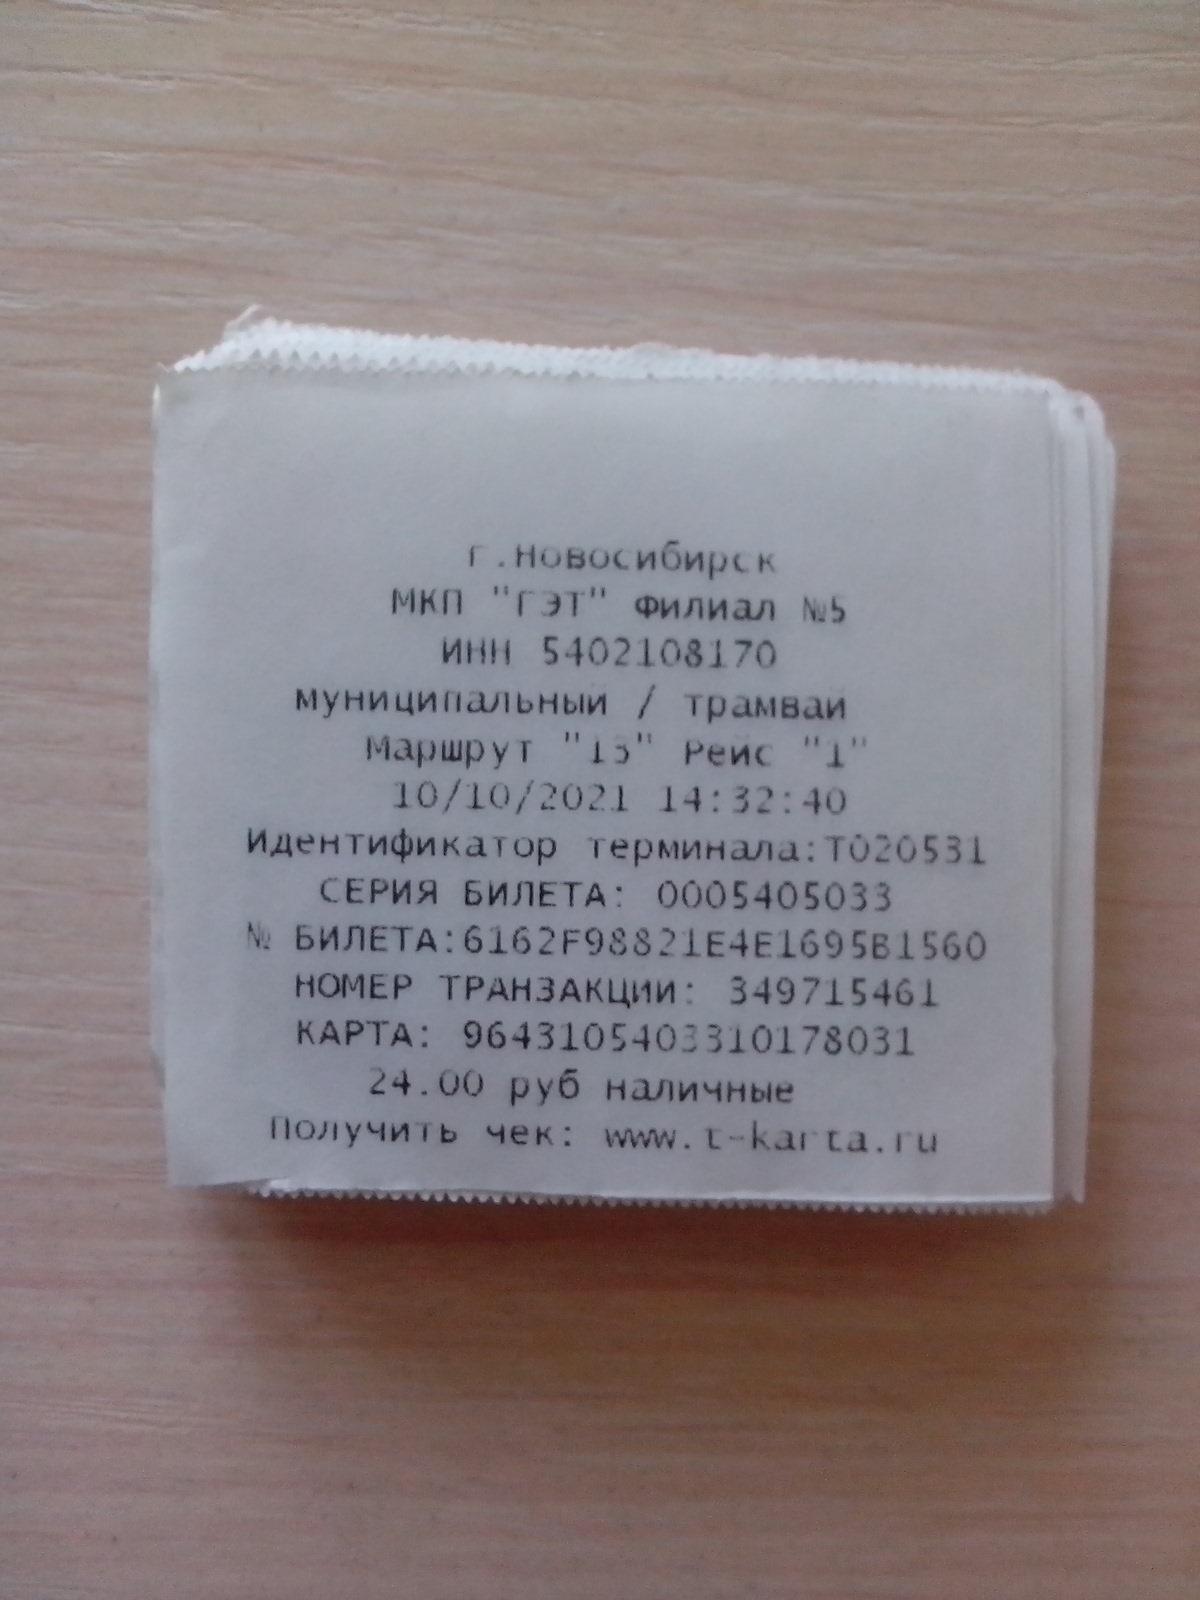 г.Новосибирск
МКП "ГЭТ" Филиал №5
ИНН 5402108170
муниципальный / трамвай
Маршрут "13" Рейс "1"
10/10/2021 14:32:40
Идентификатор терминала:T020531
СЕРИЯ БИЛЕТА: 0005405033
№ БИЛЕТА:6162F98821E4E1695B1560
НОМЕР ТРАНЗАКЦИИ: 349715461
КАРТА: 9643105403310178031
24.00 руб наличные
Получить чек: www.t-karta.ru